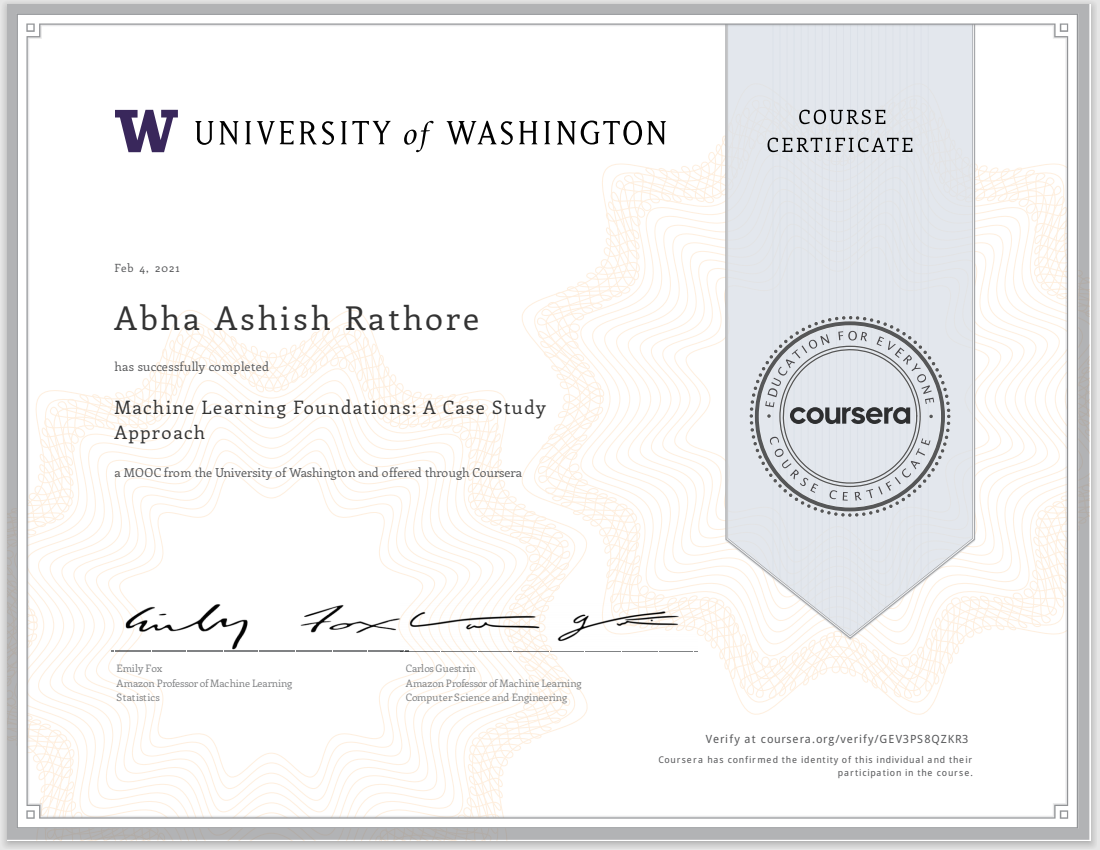 W UNIVERSITY of WASHINGTON
COURSE
CERTIFICATE
Feb 4, 2021
Abha Ashish Rathore
has successfully completed
Machine Learning Foundations: A Case Study
Approach
a MOOC from the University of Washington and offered through Coursera
EDUCATION FOR EVERYONE
coursera
COURSE CERTIFICATE
Emily Fox
Emily Fox
Amazon Professor of Machine Learning
Statistics
Carlos Guestrin
Amazon Professor of Machine Learning
Computer Science and Engineering
Verify at coursera.org/verify/GEV3PS8QZKR3
Coursera has confirmed the identity of this individual and their
participation in the course.